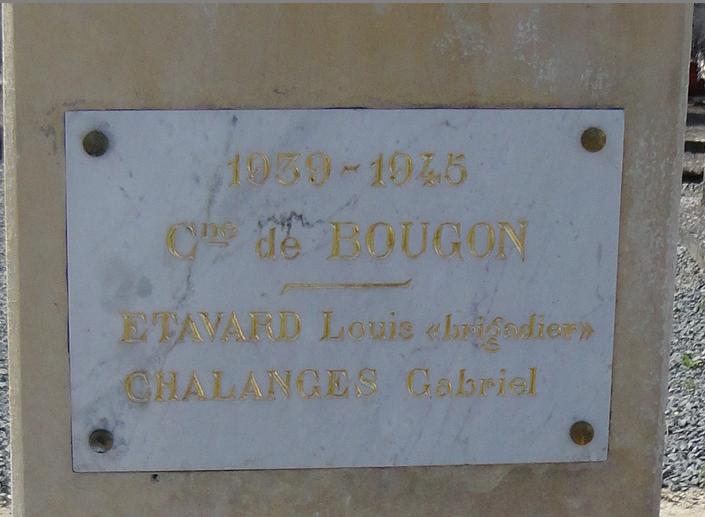 1939-1945
Cne de BOUGON
ETAVARD Louis «brigadier»
CHALANGES Gabriel